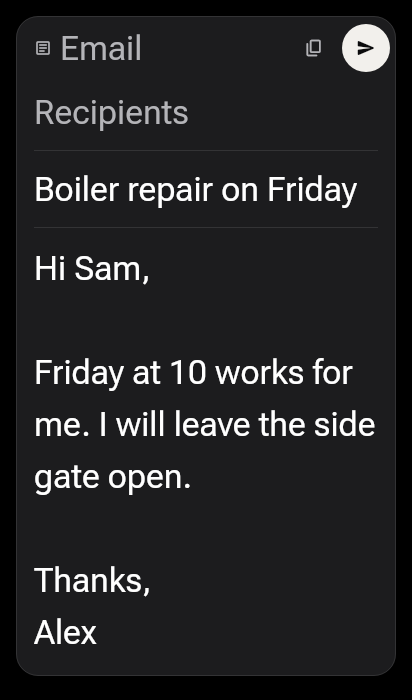 Email
Recipients
Boiler repair on Friday
Hi Sam,
Friday at 10 works for
me. I will leave the side
gate open.
Thanks,
Alex